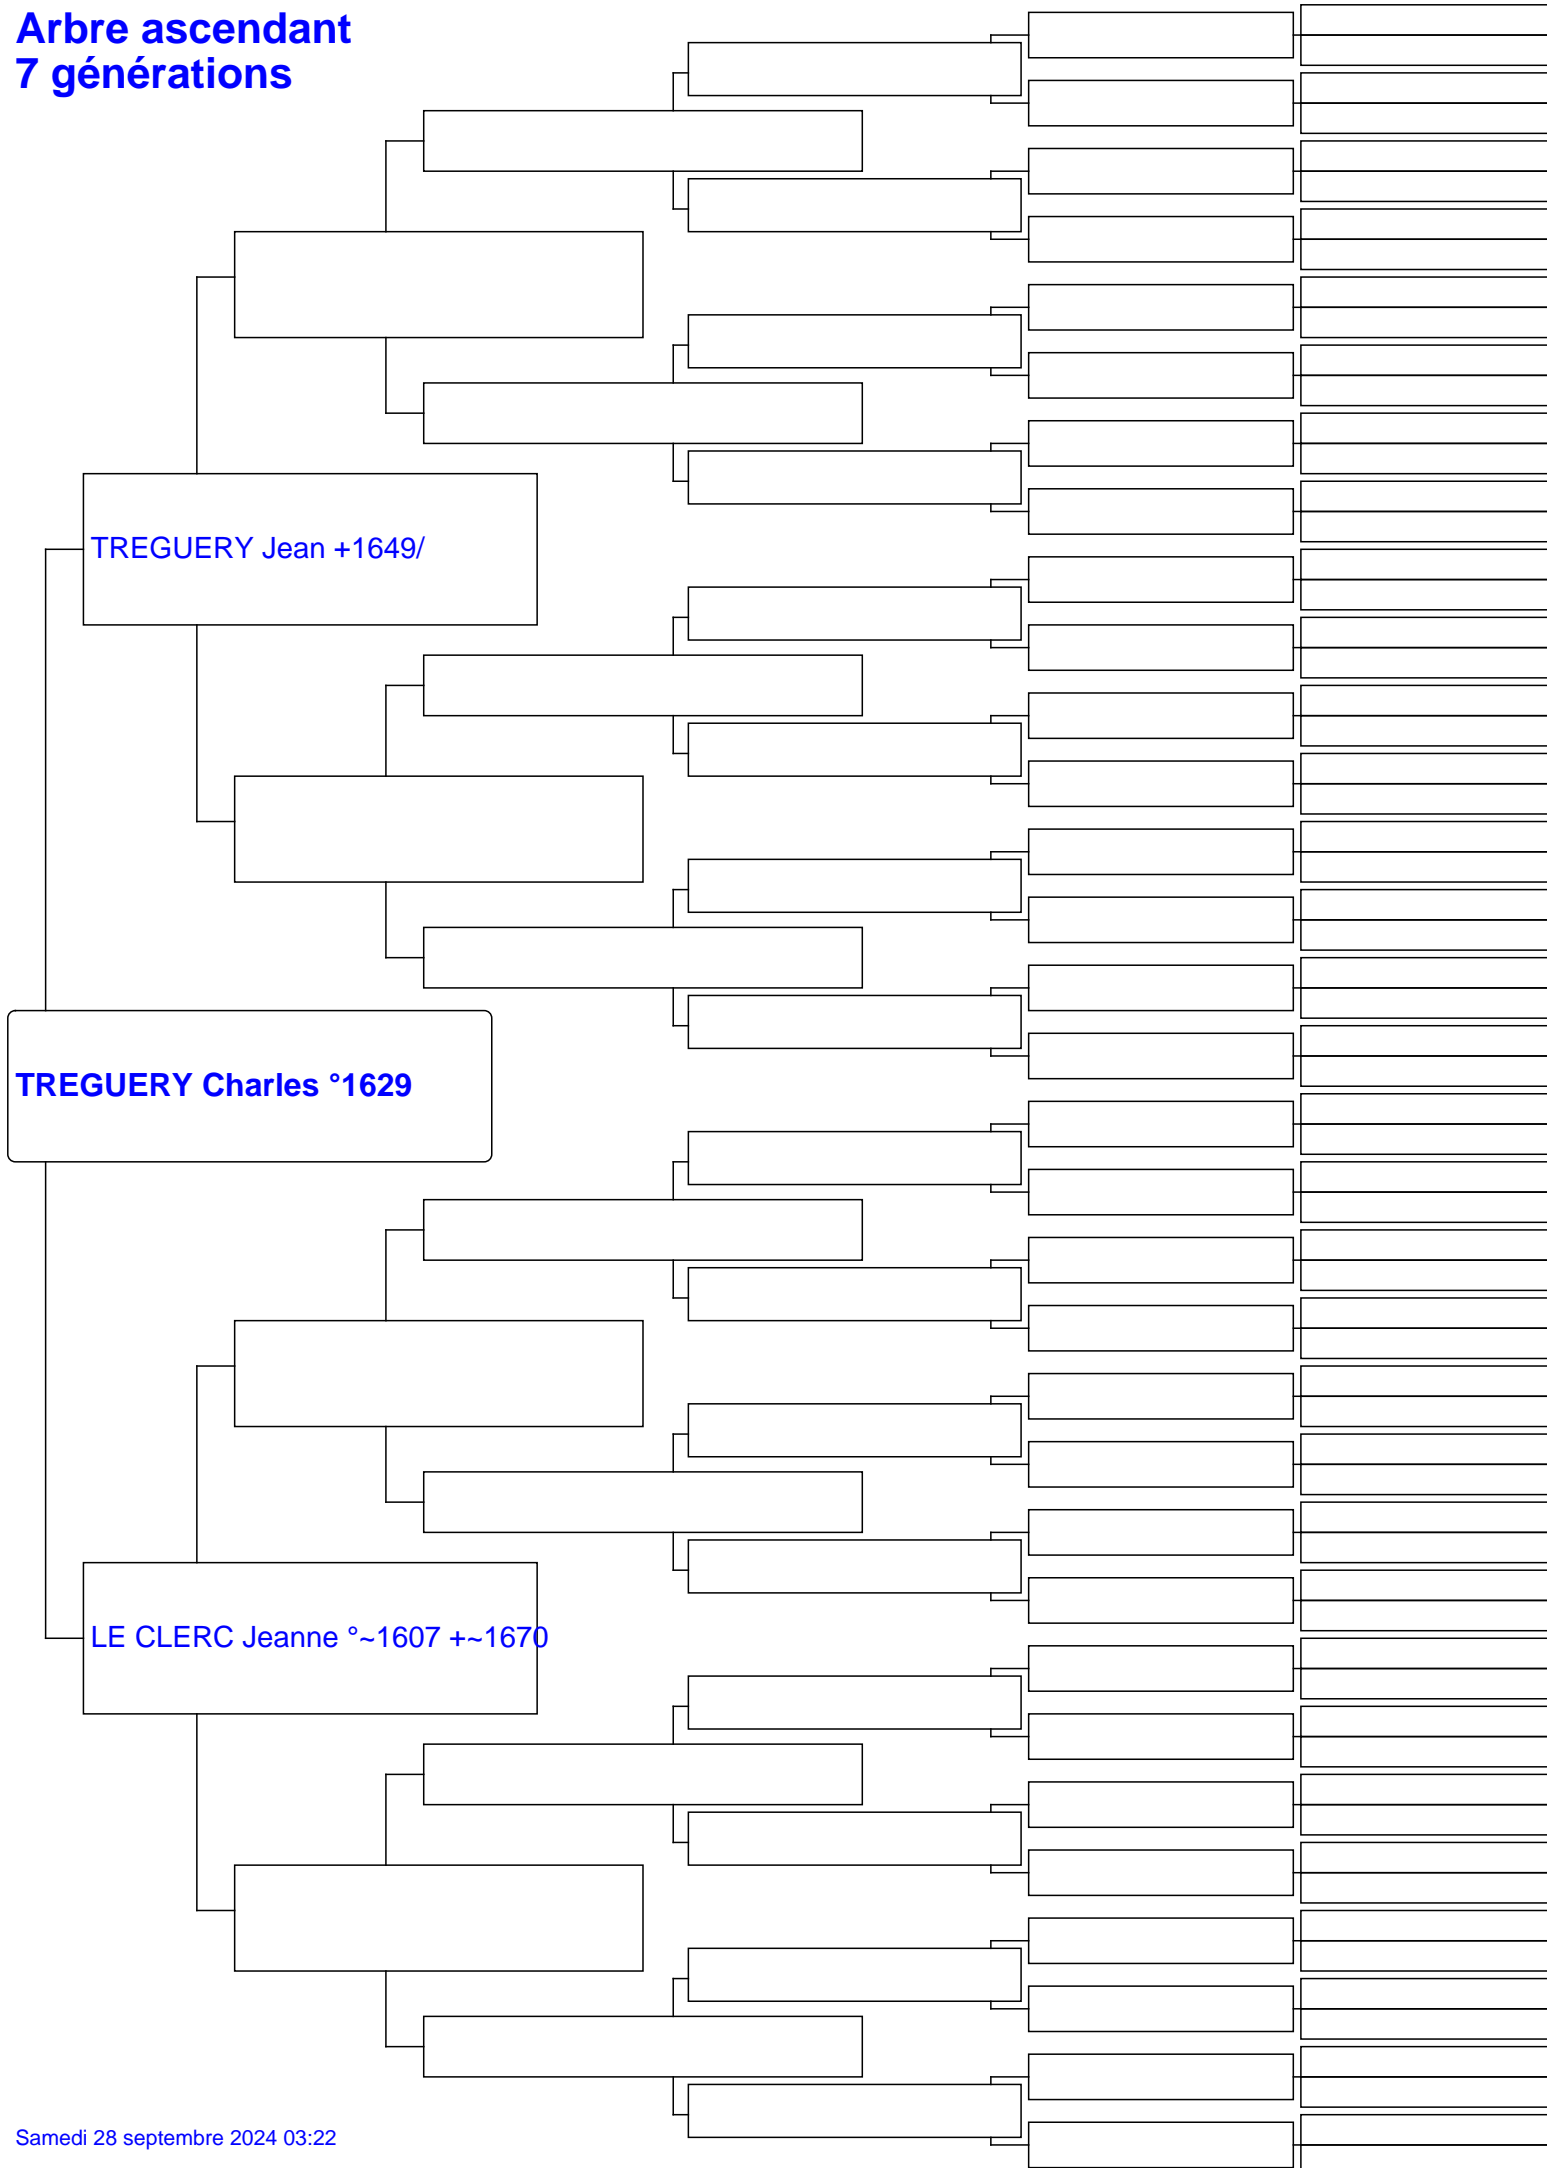 Arbre ascendant
7 générations
TREGUERY Jean +1649/
TREGUERY Charles °1629
LE CLERC Jeanne °~1607 +~1670
Samedi 28 septembre 2024 03:22